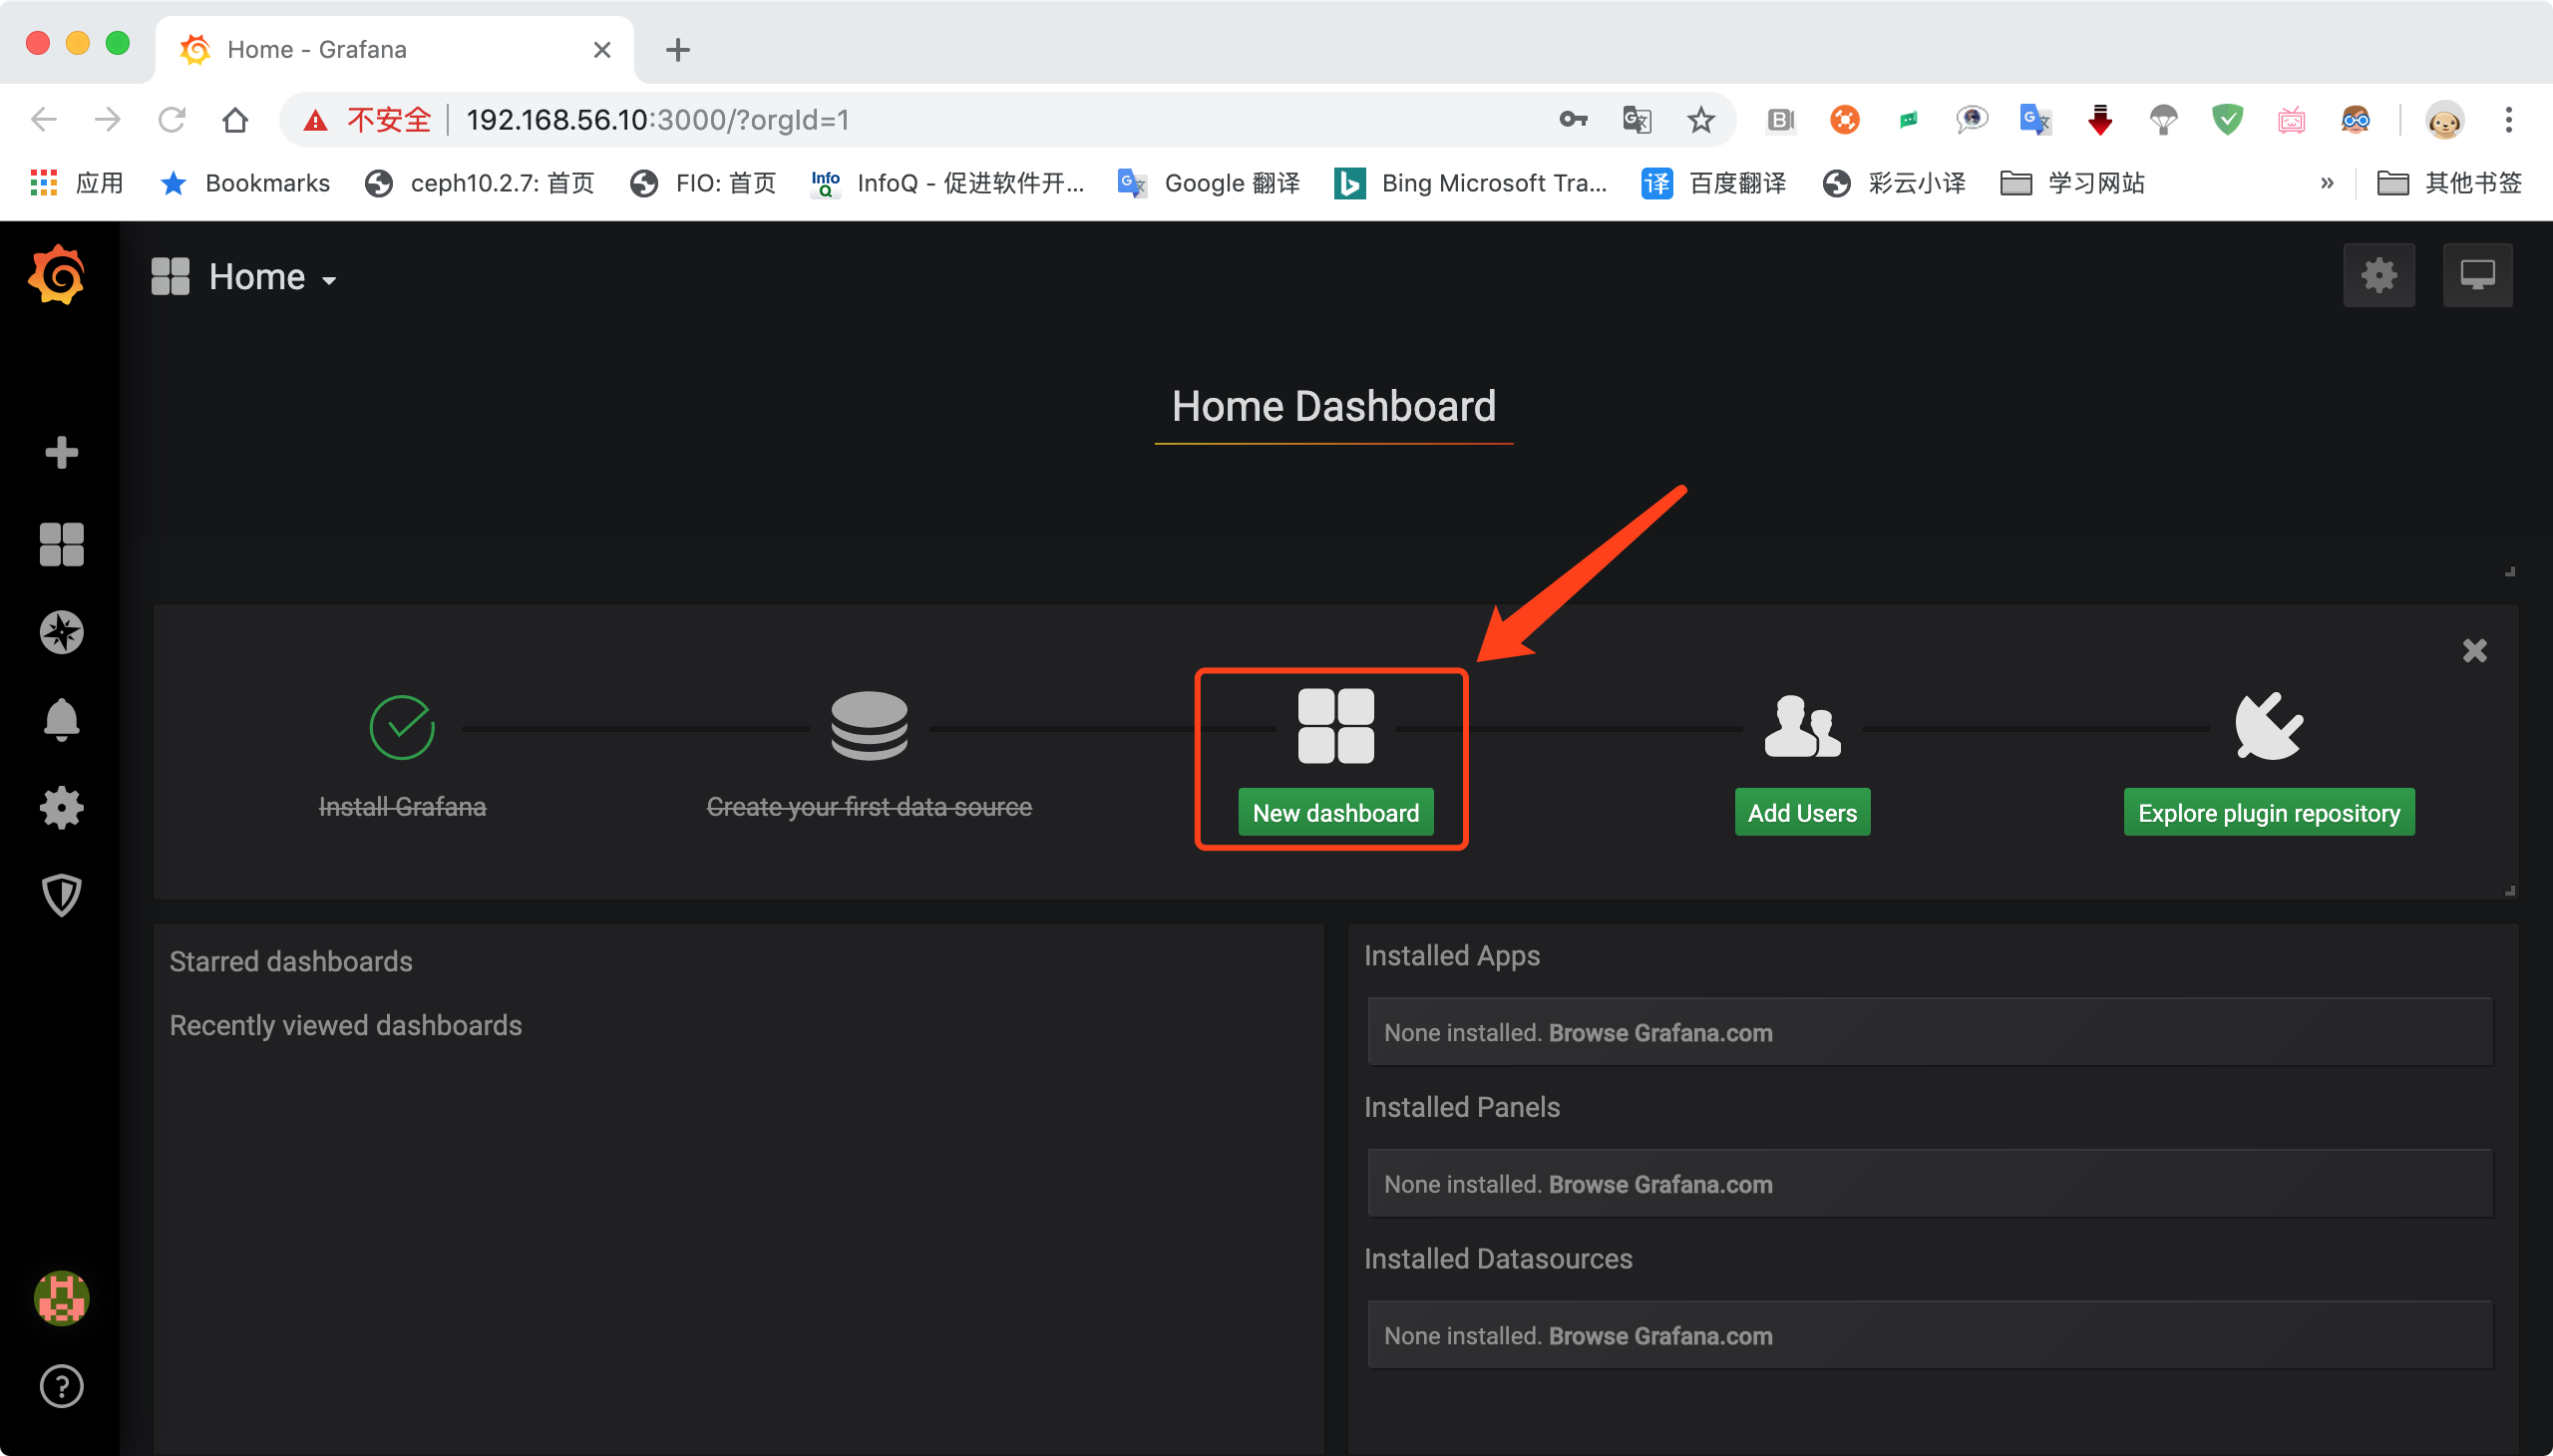 Home - Grafana
不安全 192.168.56.10:3000/?orgId=1
应用 Bookmarks ceph10.2.7: 首页 FIO: 首页 InfoQ InfoQ - 促进软件开... Google 翻译 Bing Microsoft Tra... 译 百度翻译 彩云小译 学习网站 » 其他书签
Home
Home Dashboard
Install Grafana
Create your first data source
New dashboard
Add Users
Explore plugin repository
Starred dashboards
Recently viewed dashboards
Installed Apps
None installed. Browse Grafana.com
Installed Panels
None installed. Browse Grafana.com
Installed Datasources
None installed. Browse Grafana.com